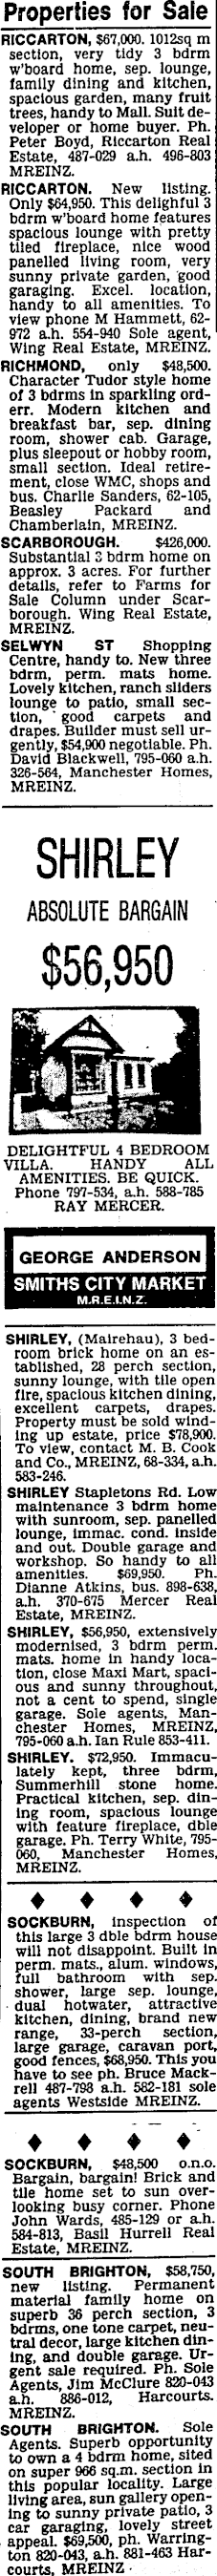 Properties for Sale
RICCARTON, $67,000. 1012sq m
section, very tidy 3 bdrm
w'board home, sep. lounge,
family dining and kitchen,
spacious garden, many fruit
trees, handy to Mall. Suit de-
veloper or home buyer. Ph.
Peter Boyd, Riccarton Real
Estate, 487-029 a.h. 496-803
MREINZ.
RICCARTON. New listing.
Only $64,950. This delighful 3
bdrm w'board home features
spacious lounge with pretty
tiled fireplace, nice wood
panelled living room, very
sunny private garden, good
garaging. Excel. location,
handy to all amenities. To
view phone M Hammett, 62-
972 a.h. 554-940 Sole agent,
Wing Real Estate, MREINZ.
RICHMOND, only $48,500.
Character Tudor style home
of 3 bdrms in sparkling ord-
err. Modern kitchen and
breakfast bar, sep. dining
room, shower cab. Garage,
plus sleepout or hobby room,
small section. Ideal retire-
ment, close WMC, shops and
bus. Charlie Sanders, 62-105,
Beasley Packard and
Chamberlain, MREINZ.
SCARBOROUGH. $426,000.
Substantial 3 bdrm home on
approx. 3 acres. For further
details, refer to Farms for
Sale Column under Scar-
borough. Wing Real Estate,
MREINZ.
SELWYN ST Shopping
Centre, handy to. New three
bdrm, perm. mats home.
Lovely kitchen, ranch sliders
lounge to patio, small sec-
tion, good carpets and
drapes. Builder must sell ur-
gently, $54,900 negotiable. Ph.
David Blackwell, 795-060 a.h.
326-564, Manchester Homes,
MREINZ.
SHIRLEY
ABSOLUTE BARGAIN
$56,950
DELIGHTFUL 4 BEDROOM
VILLA. HANDY ALL
AMENITIES. BE QUICK.
Phone 797-534, a.h. 588-785
RAY MERCER.
GEORGE ANDERSON
SMITHS CITY MARKET
M.R.E.I.N.Z.
SHIRLEY, (Mairehau), 3 bed-
room brick home on an es-
tablished, 28 perch section,
sunny lounge, with tile open
fire, spacious kitchen dining,
excellent carpets, drapes.
Property must be sold wind-
ing up estate, price $78,900.
To view, contact M. B. Cook
and Co., MREINZ, 68-334, a.h.
583-246.
SHIRLEY Stapletons Rd. Low
maintenance 3 bdrm home
with sunroom, sep. panelled
lounge, immac. cond. inside
and out. Double garage and
workshop. So handy to all
amenities. $69,950. Ph.
Dianne Atkins, bus. 898-638,
a.h. 370-675 Mercer Real
Estate, MREINZ.
SHIRLEY, $56,950, extensively
modernised, 3 bdrm perm.
mats. home in handy loca-
tion, close Maxi Mart, spaci-
ous and sunny throughout,
not a cent to spend, single
garage. Sole agents, Man-
chester Homes, MREINZ,
795-060 a.h. Ian Rule 853-411.
SHIRLEY. $72,950. Immacu-
lately kept, three bdrm,
Summerhill stone home.
Practical kitchen, sep. din-
ing room, spacious lounge
with feature fireplace, dble
garage. Ph. Terry White, 795-
060, Manchester Homes,
MREINZ.
SOCKBURN, inspection of
this large 3 dble bdrm house
will not disappoint. Built in
perm. mats., alum. windows,
full bathroom with sep.
shower, large sep. lounge,
dual hotwater, attractive
kitchen, dining, brand new
range, 33-perch section,
large garage, caravan port,
good fences, $68,950. This you
have to see ph. Bruce Mack-
rell 487-798 a.h. 582-181 sole
agents Westside MREINZ.
SOCKBURN, $48,500 o.n.o.
Bargain, bargain! Brick and
tile home set to sun over-
looking busy corner. Phone
John Wards, 485-129 or a.h.
584-813, Basil Hurrell Real
Estate, MREINZ.
SOUTH BRIGHTON, $58,750,
new listing. Permanent
material family home on
superb 36 perch section, 3
bdrms, one tone carpet, neu-
tral decor, large kitchen din-
ing, and double garage. Ur-
gent sale required. Ph. Sole
Agents, Jim McClure 820-043
a.h. 886-012, Harcourts.
MREINZ.
SOUTH BRIGHTON. Sole
Agents. Superb opportunity
to own a 4 bdrm home, sited
on super 966 sq.m. section in
this popular locality. Large
living area, sun gallery open-
ing to sunny private patio, 3
car garaging, lovely street
appeal. $69,500, ph. Warring-
ton 820-043, a.h. 881-463 Har-
courts, MREINZ.